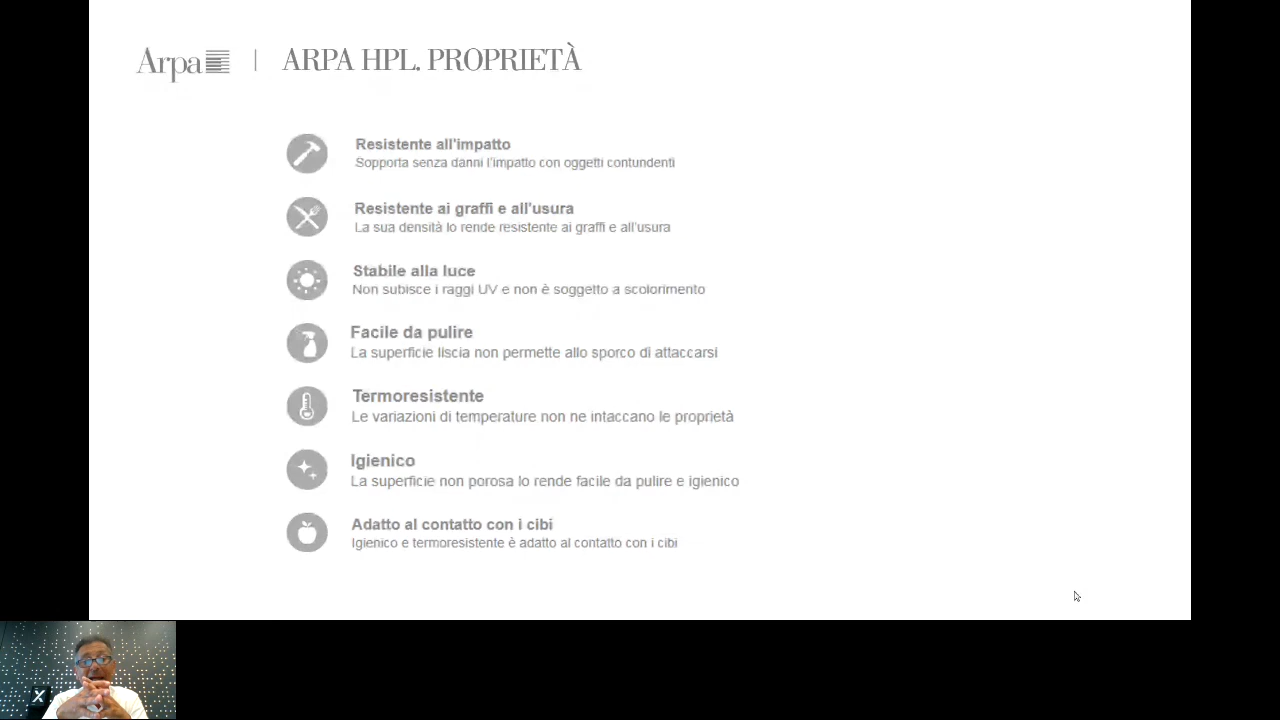 Arpa
ARPA HPL. PROPRIETÀ
Resistente all'impatto
Sopporta senza danni l'impatto con oggetti contundenti
Resistente ai graffi e all'usura
La sua densità lo rende resistente ai graffi e all'usura
Stabile alla luce
Non subisce i raggi UV e non è soggetto a scolorimento
Facile da pulire
La superficie liscia non permette allo sporco di attaccarsi
Termoresistente
Le variazioni di temperature non ne intaccano le proprietà
Igienico
La superficie non porosa lo rende facile da pulire e igienico
Adatto al contatto con i cibi
Igienico e termoresistente è adatto al contatto con i cibi
X